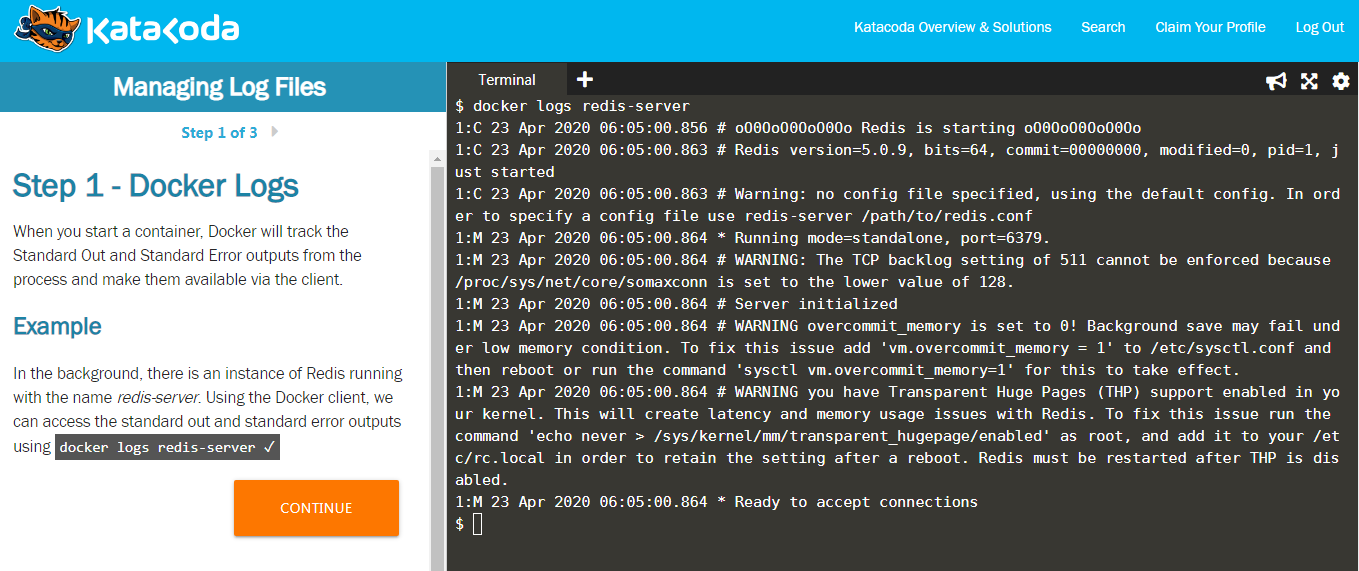 KataKoda
Katacoda Overview & Solutions
Search
Claim Your Profile
Log Out
Managing Log Files
Step 1 of 3
Step 1 - Docker Logs
When you start a container, Docker will track the
Standard Out and Standard Error outputs from the
process and make them available via the client.
Example
In the background, there is an instance of Redis running
with the name redis-server. Using the Docker client, we
can access the standard out and standard error outputs
using docker logs redis-server ✓
CONTINUE
Terminal
$ docker logs redis-server
1:C 23 Apr 2020 06:05:00.856 # oO0OoO0OoO0Oo Redis is starting oO0OoO0OoO0Oo
1:C 23 Apr 2020 06:05:00.863 # Redis version=5.0.9, bits=64, commit=00000000, modified=0, pid=1, j
ust started
1:C 23 Apr 2020 06:05:00.863 # Warning: no config file specified, using the default config. In ord
er to specify a config file use redis-server /path/to/redis.conf
1:M 23 Apr 2020 06:05:00.864 * Running mode=standalone, port=6379.
1:M 23 Apr 2020 06:05:00.864 # WARNING: The TCP backlog setting of 511 cannot be enforced because
/proc/sys/net/core/somaxconn is set to the lower value of 128.
1:M 23 Apr 2020 06:05:00.864 # Server initialized
1:M 23 Apr 2020 06:05:00.864 # WARNING overcommit_memory is set to 0! Background save may fail und
er low memory condition. To fix this issue add 'vm.overcommit_memory = 1' to /etc/sysctl.conf and
then reboot or run the command 'sysctl vm.overcommit_memory=1' for this to take effect.
1:M 23 Apr 2020 06:05:00.864 # WARNING you have Transparent Huge Pages (THP) support enabled in yo
ur kernel. This will create latency and memory usage issues with Redis. To fix this issue run the
command 'echo never > /sys/kernel/mm/transparent_hugepage/enabled' as root, and add it to your /et
c/rc.local in order to retain the setting after a reboot. Redis must be restarted after THP is dis
abled.
1:M 23 Apr 2020 06:05:00.864 * Ready to accept connections
$